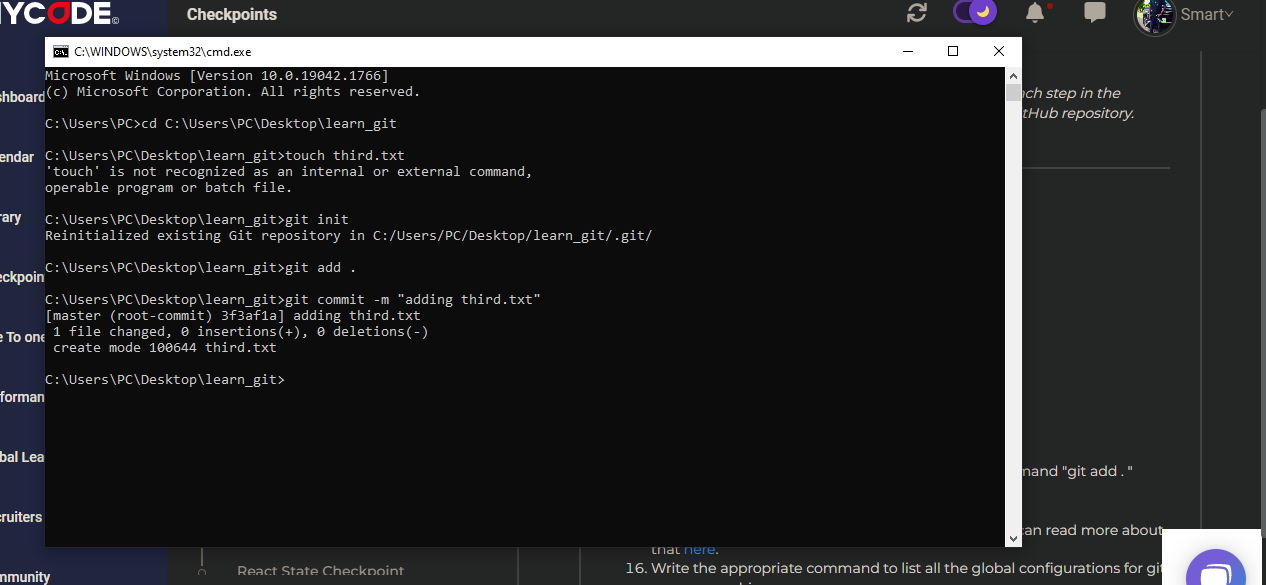 MYCODE
Checkpoints
Smart
C:\WINDOWS\system32\cmd.exe
Microsoft Windows [Version 10.0.19042.1766]
(c) Microsoft Corporation. All rights reserved.
C:\Users\PC>cd C:\Users\PC\Desktop\learn_git
C:\Users\PC\Desktop\learn_git>touch third.txt
'touch' is not recognized as an internal or external command,
operable program or batch file.
C:\Users\PC\Desktop\learn_git>git init
Reinitialized existing Git repository in C:/Users/PC/Desktop/learn_git/.git/
C:\Users\PC\Desktop\learn_git>git add .
C:\Users\PC\Desktop\learn_git>git commit -m "adding third.txt"
[master (root-commit) 3f3af1a] adding third.txt
1 file changed, 0 insertions(+), 0 deletions(-)
create mode 100644 third.txt
C:\Users\PC\Desktop\learn_git>
shboard
endar
rary
eckpoin
e To one
forman
bal Lea
cruiters
mmunity
ch step in the
tHub repository.
mand "git add . "
can read more about
that here.
16. Write the appropriate command to list all the global configurations for git
React State Checkpoint